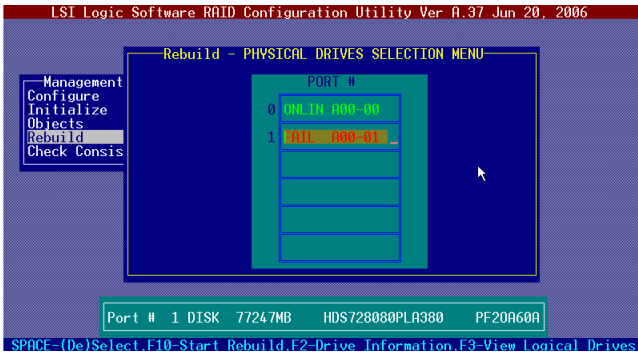 LSI Logic Software RAID Configuration Utility Ver A.37 Jun 20, 2006
Rebuild - PHYSICAL DRIVES SELECTION MENU
Management
Configure
Initialize
Objects
Rebuild
Check Consis
PORT #
0 ONLIN A00-00
1 FAIL A00-01
Port # 1 DISK 77247MB HDS728080PLA380 PF2OA60A
SPACE-(De)Select,F10-Start Rebuild,F2-Drive Information,F3-View Logical Drives